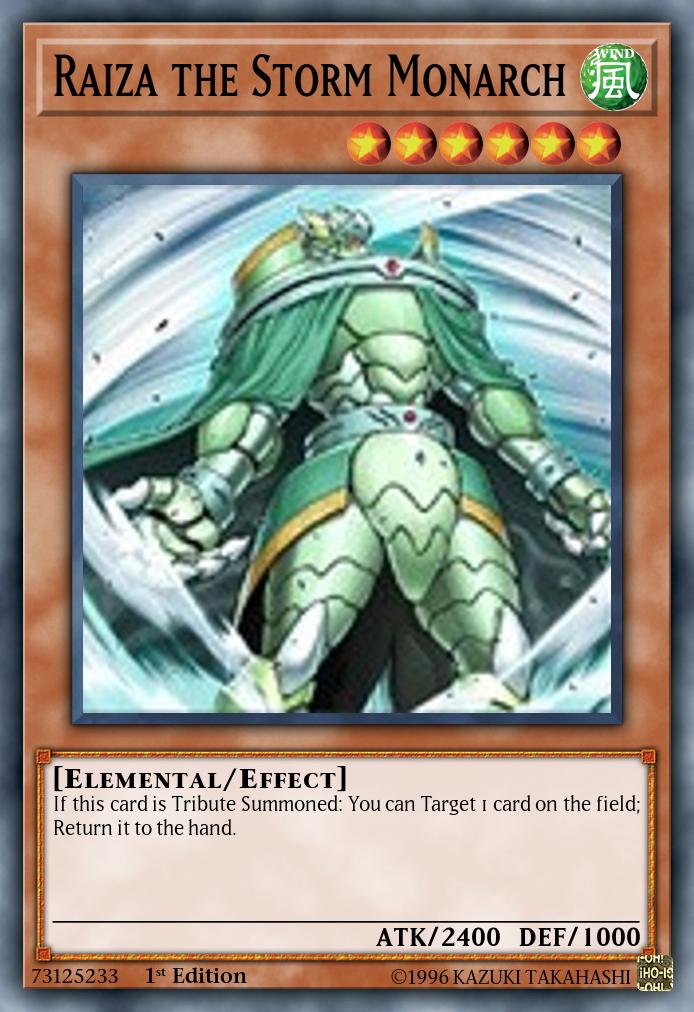 Raiza the Storm Monarch
WIND
風
[Elemental/Effect]
If this card is Tribute Summoned: You can Target 1 card on the field;
Return it to the hand.
ATK/2400 DEF/1000
73125233 1st Edition ©1996 KAZUKI TAKAHASHI